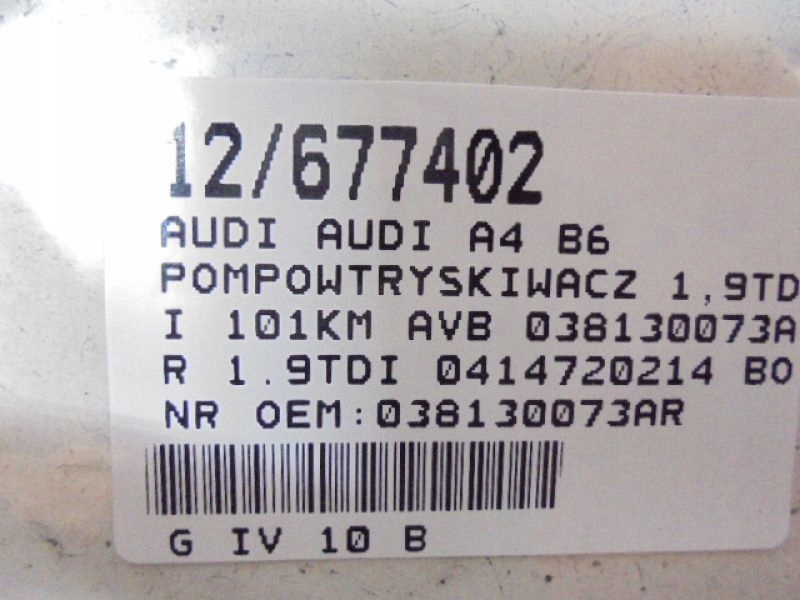 12/677402
AUDI AUDI A4 B6
POMPOWTRYSKIWACZ 1,9TD
I 101KM AVB 038130073A
R 1.9TDI 0414720214 BO
NR OEM:038130073AR
G IV 10 B